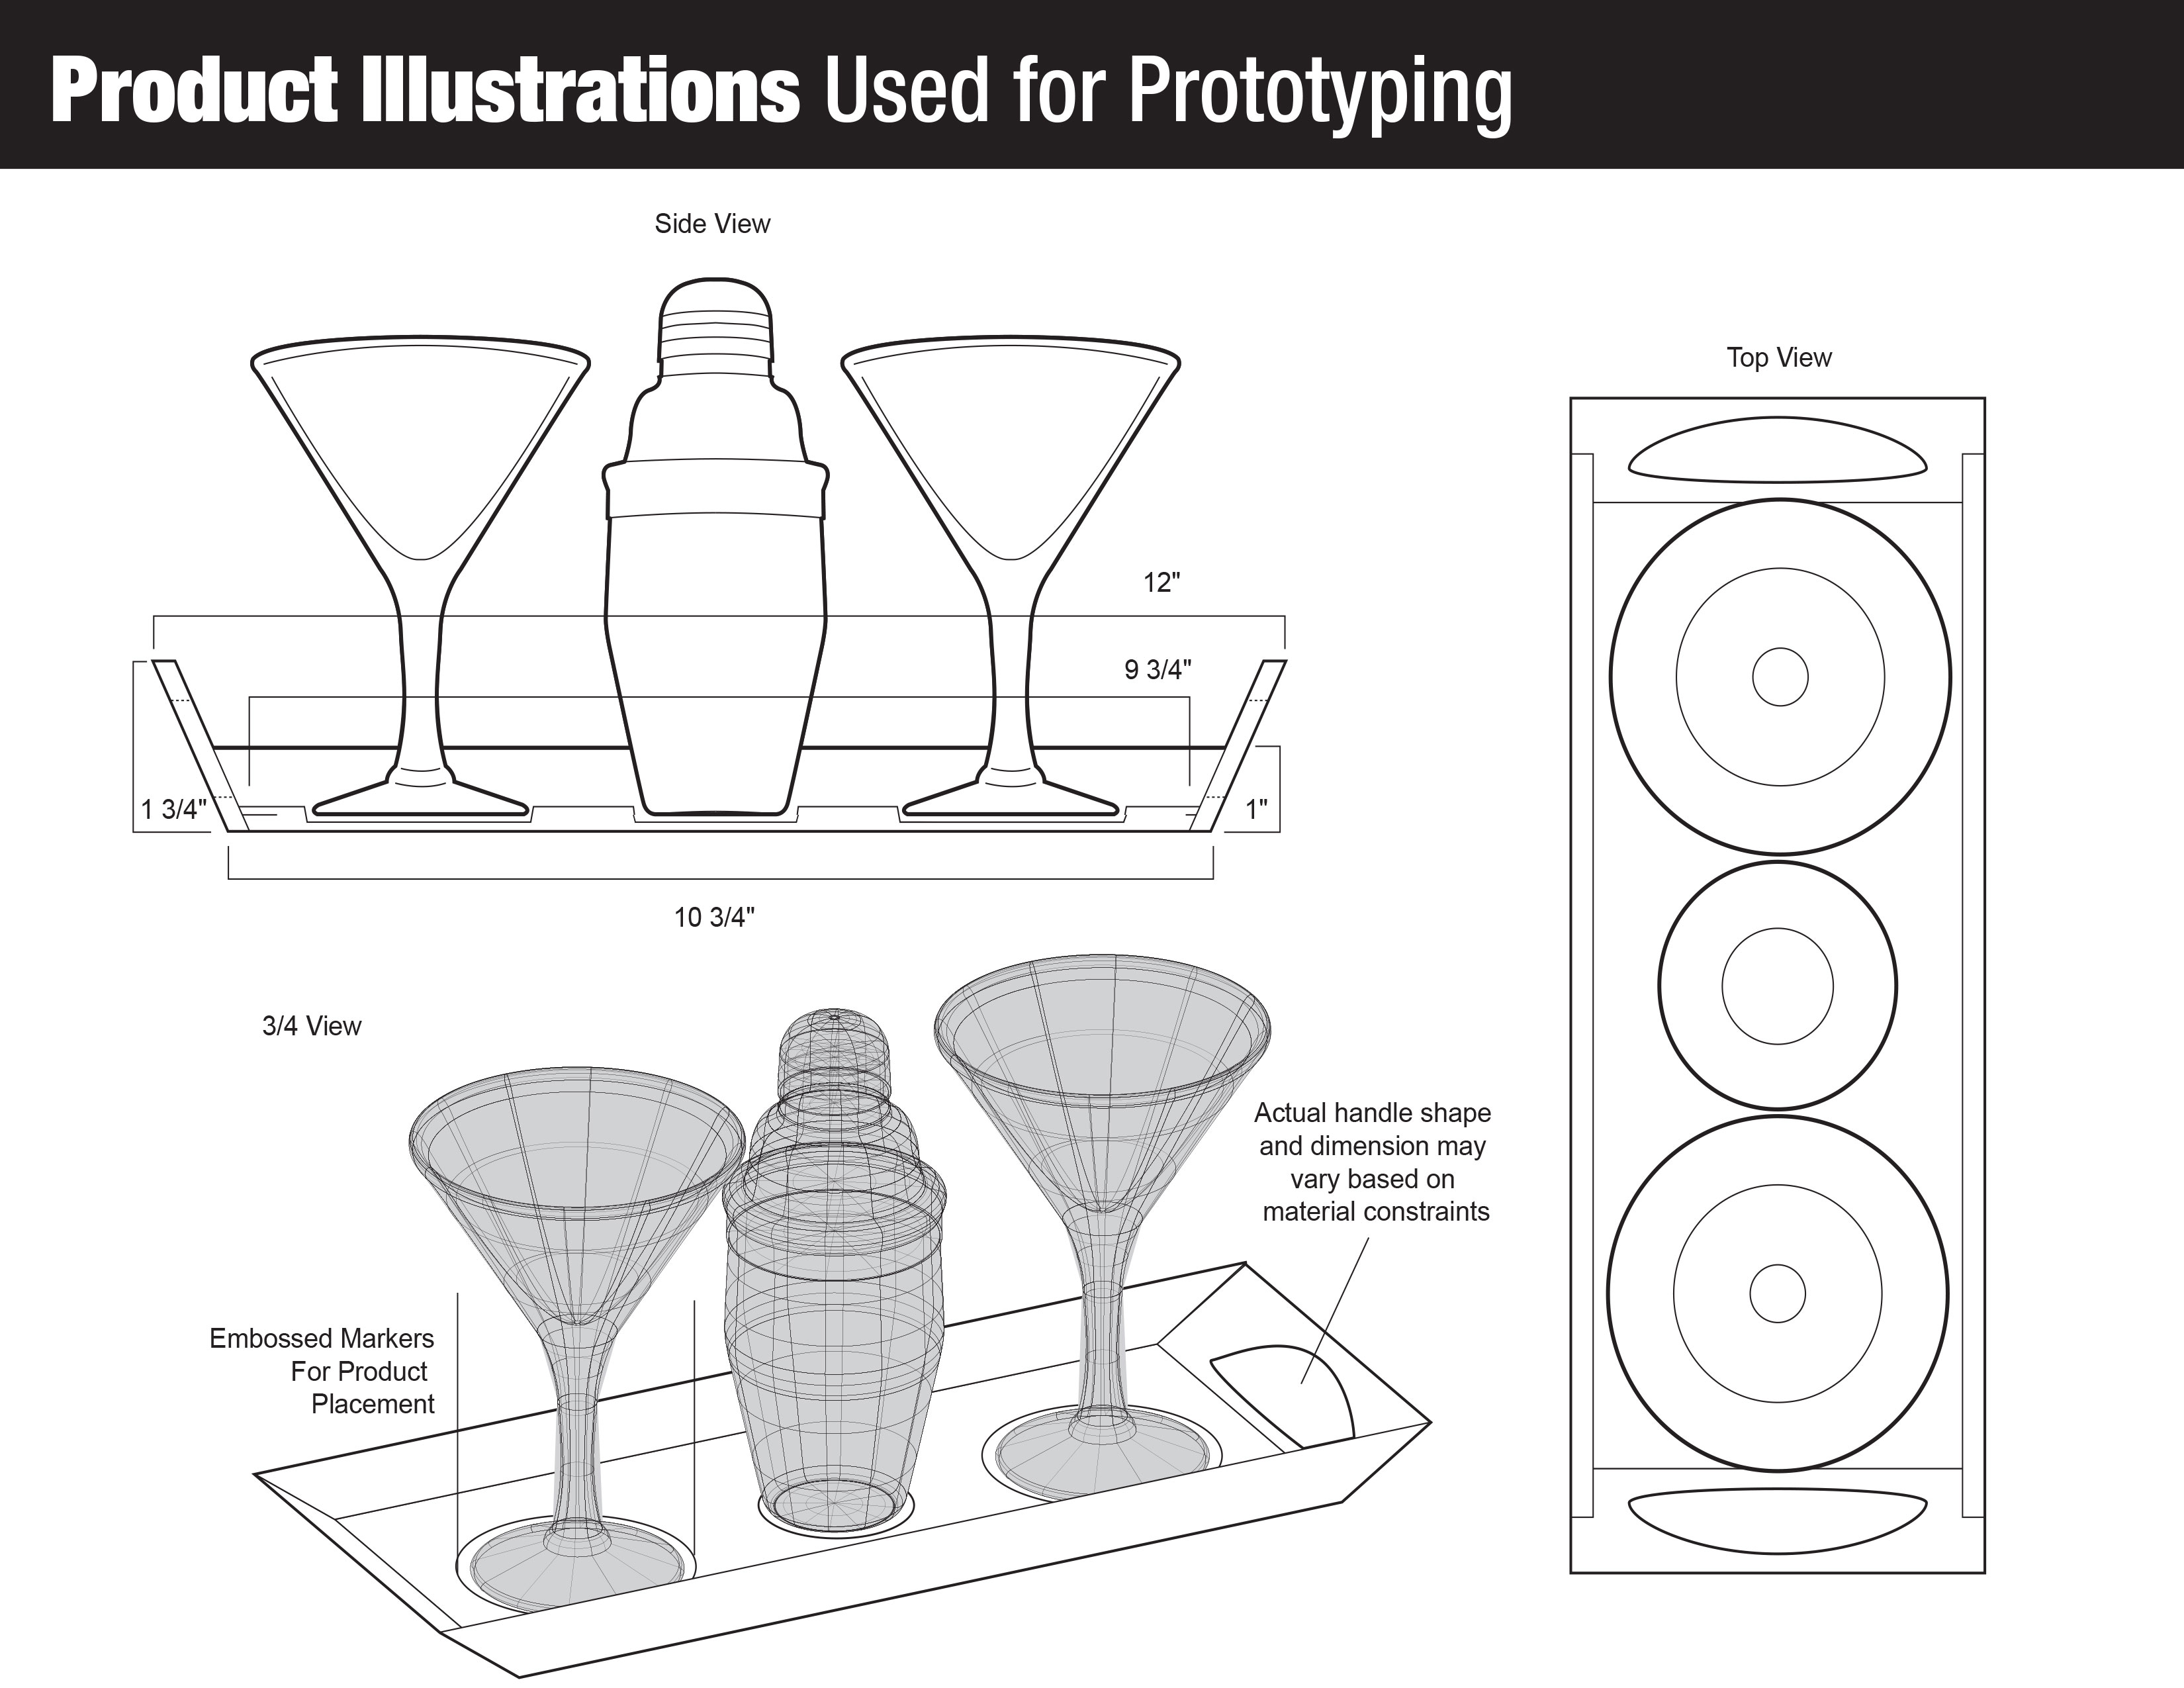 Product Illustrations Used for Prototyping
Side View
Top View
12"
9 3/4"
1 3/4"
1"
10 3/4"
3/4 View
Actual handle shape
and dimension may
vary based on
material constraints
Embossed Markers
For Product
Placement